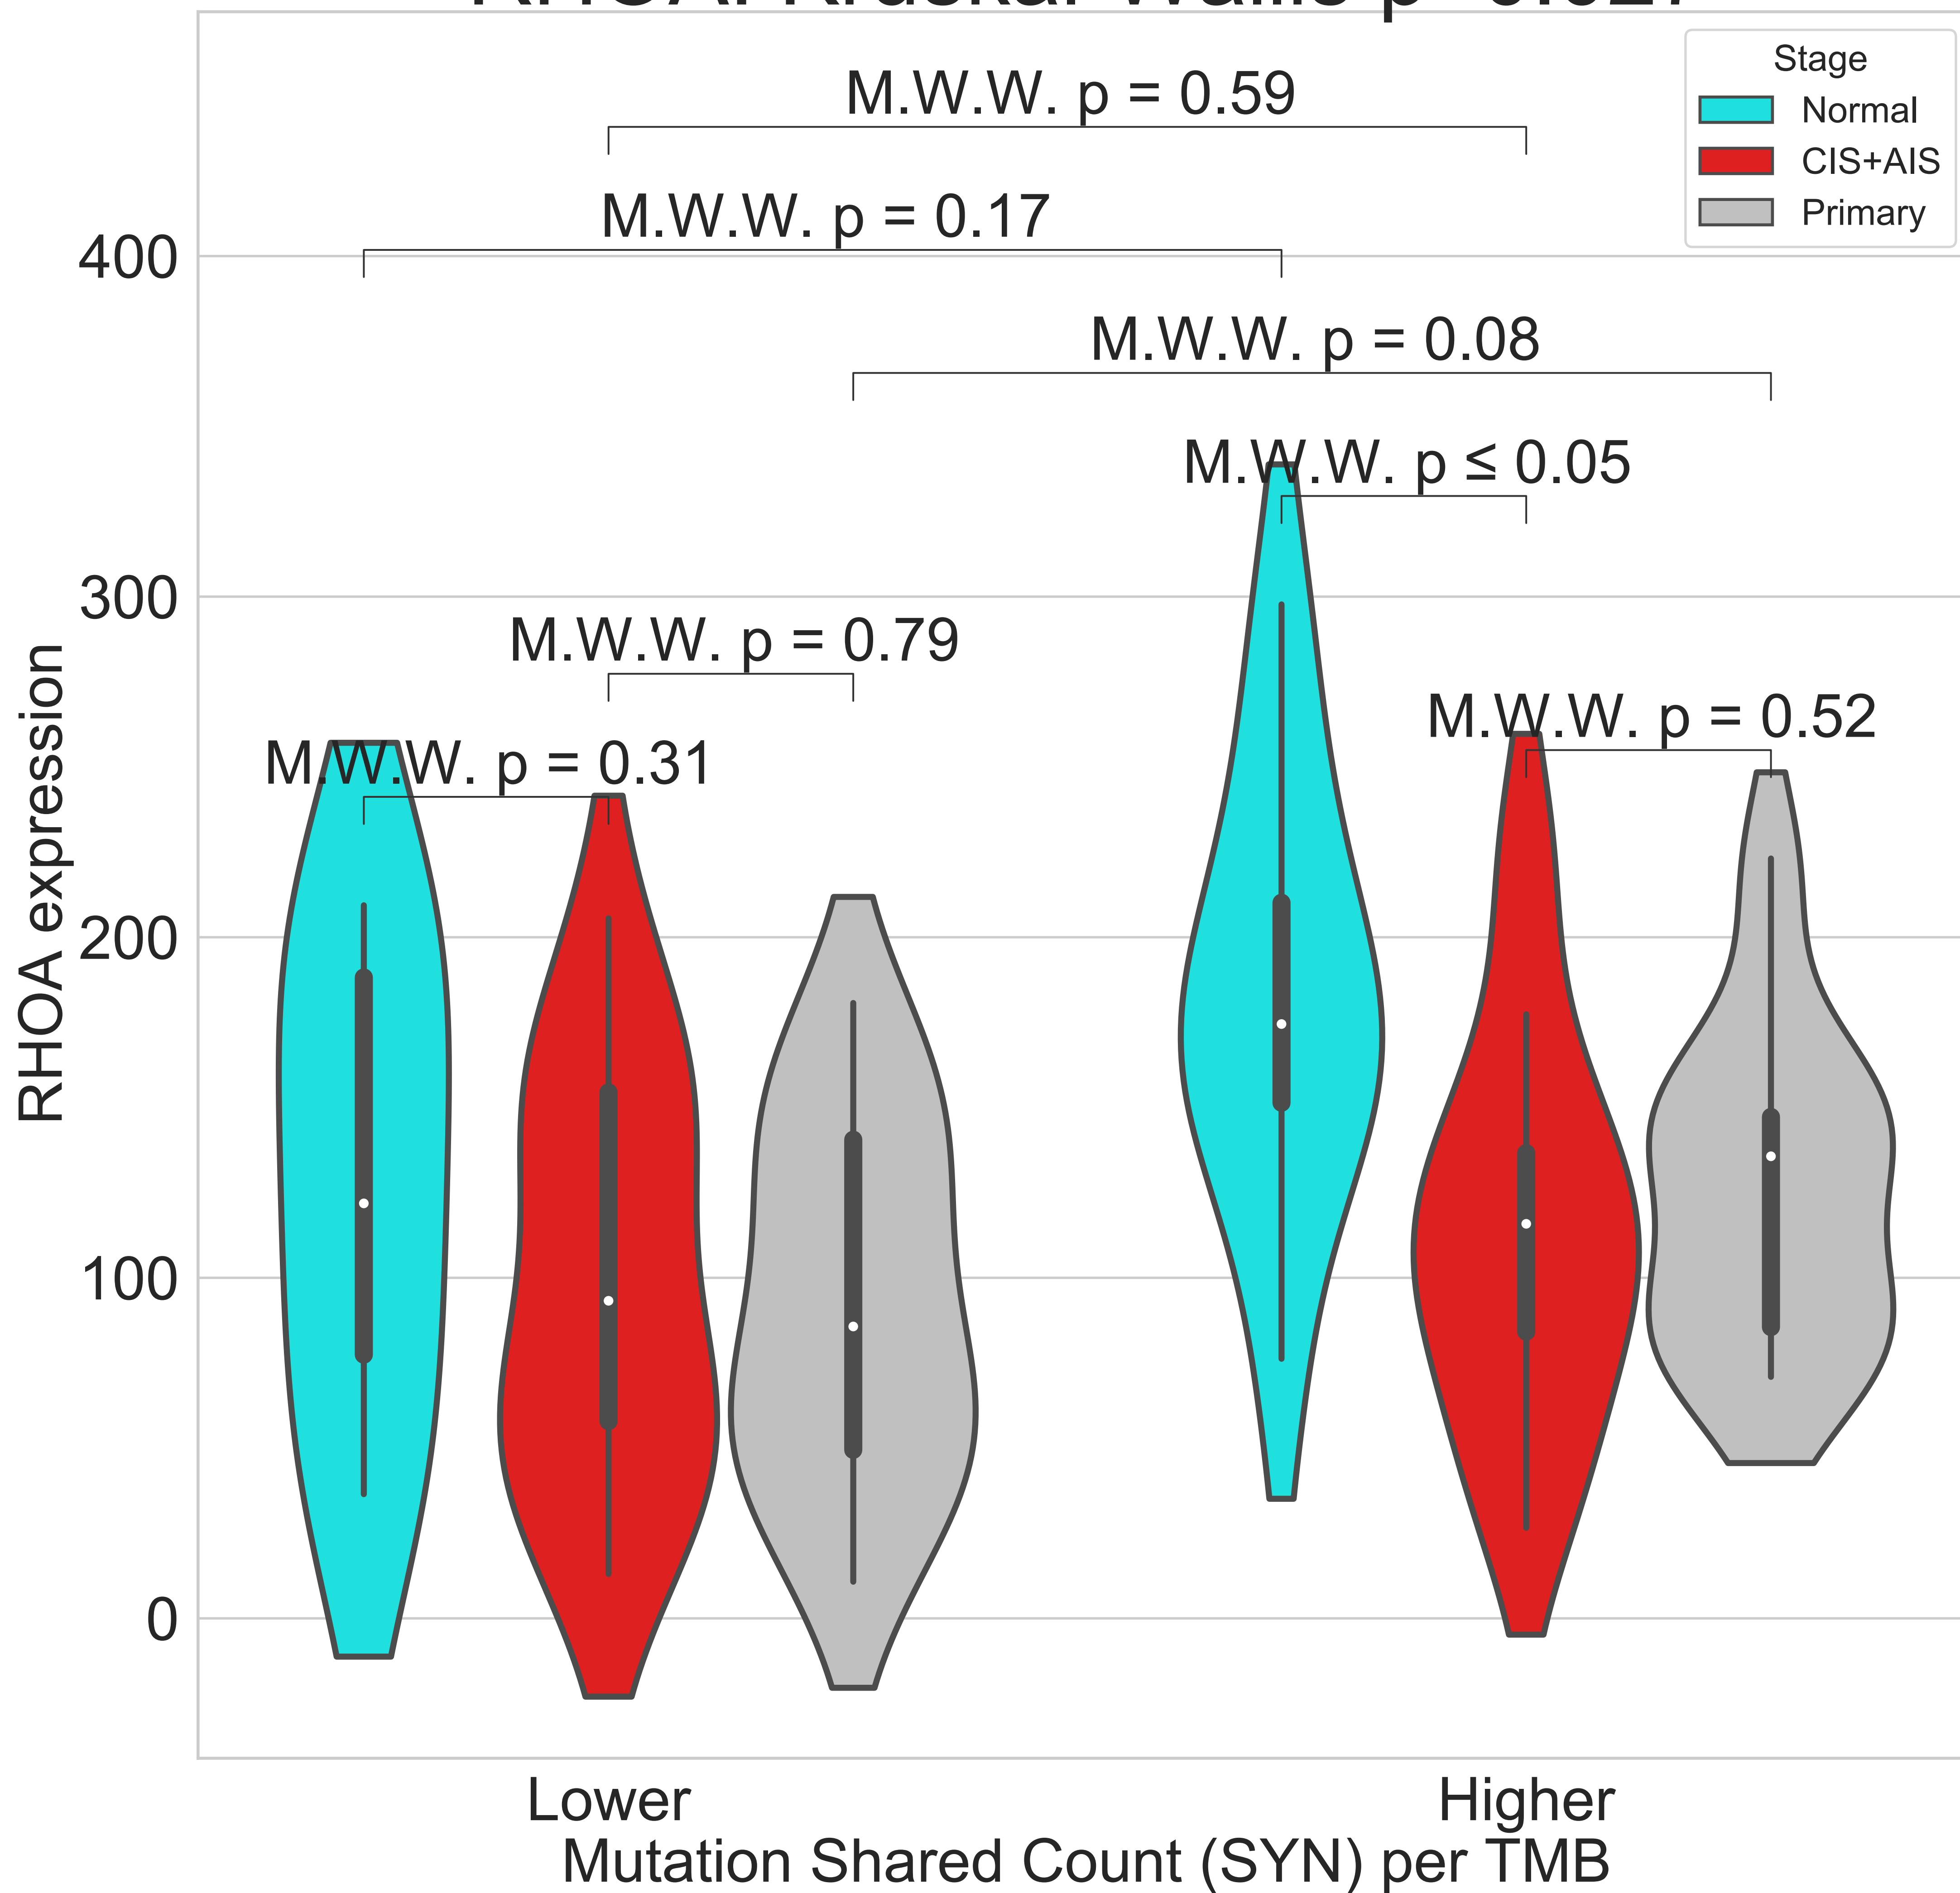 Stage
Normal
CIS+AIS
Primary
M.W.W. p = 0.59
M.W.W. p = 0.17
M.W.W. p = 0.08
M.W.W. p ≤ 0.05
M.W.W. p = 0.79
M.W.W. p = 0.52
M.W.W. p = 0.31
400
300
200
100
0
RHOA expression
Lower
Higher
Mutation Shared Count (SYN) per TMB